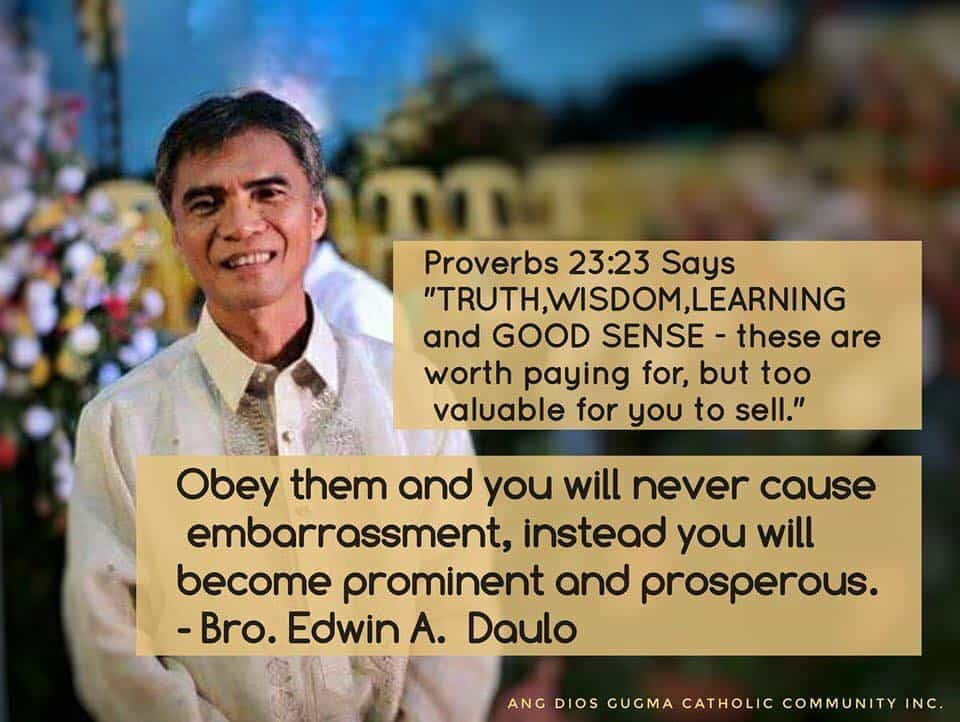 Proverbs 23:23 Says
"TRUTH,WISDOM,LEARNING
and GOOD SENSE - these are
worth paying for, but too
valuable for you to sell."
Obey them and you will never cause
embarrassment, instead you will
become prominent and prosperous.
- Bro. Edwin A. Daulo
ANG DIOS GUGMA CATHOLIC COMMUNITY INC.